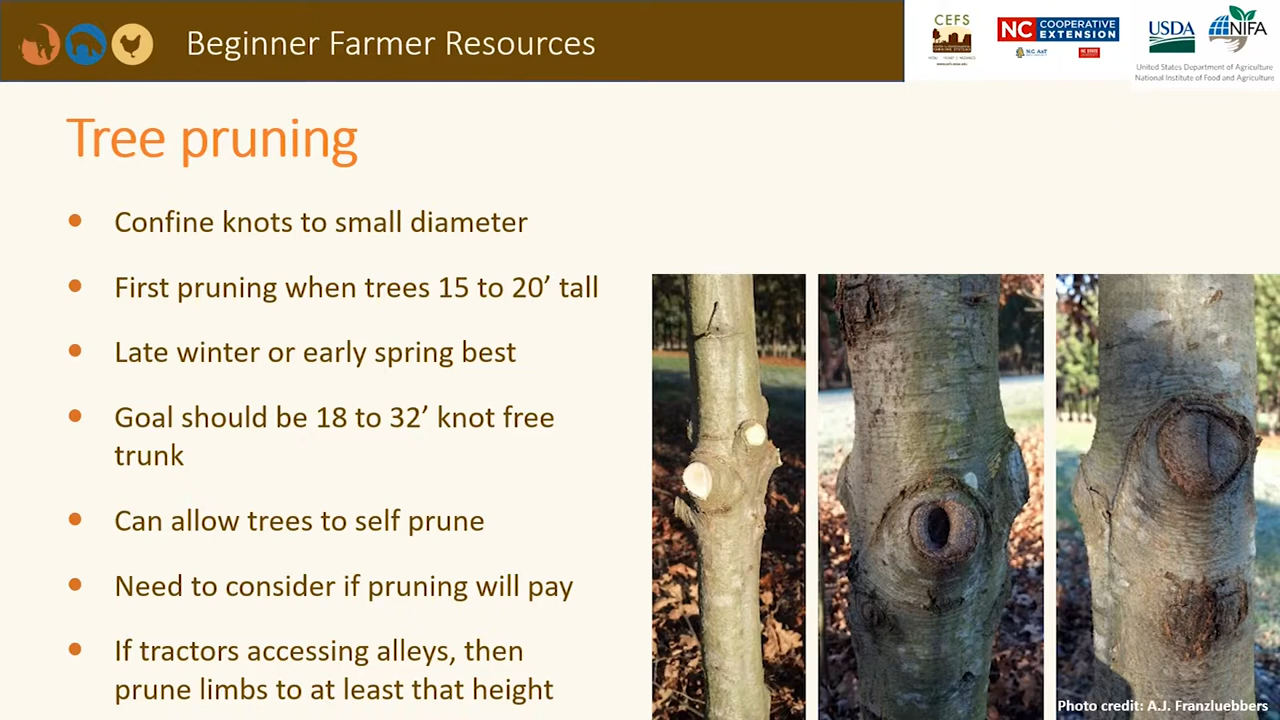 Beginner Farmer Resources
CEFS
NC COOPERATIVE
EXTENSION
USDA
NIFA
United States Department of Agriculture
National Institute of Food and Agriculture
Tree pruning
Confine knots to small diameter
First pruning when trees 15 to 20’ tall
Late winter or early spring best
Goal should be 18 to 32’ knot free
trunk
Can allow trees to self prune
Need to consider if pruning will pay
If tractors accessing alleys, then
prune limbs to at least that height
Photo credit: A.J. Franzluebbers